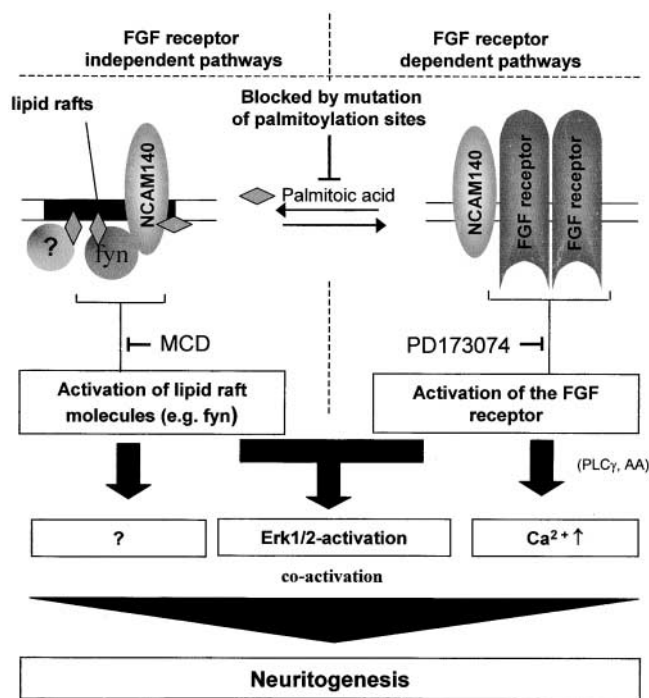 FGF receptor
independent pathways
FGF receptor
dependent pathways
lipid rafts
Blocked by mutation
of palmitoylation sites
NCAM140
Palmitoic acid
NCAM140
FGF receptor
FGF receptor
?
fyn
MCD
PD173074
Activation of lipid raft
molecules (e.g. fyn)
Activation of the FGF
receptor
(PLCγ, AA)
?
Erk1/2-activation
Ca²⁺ ↑
co-activation
Neuritogenesis